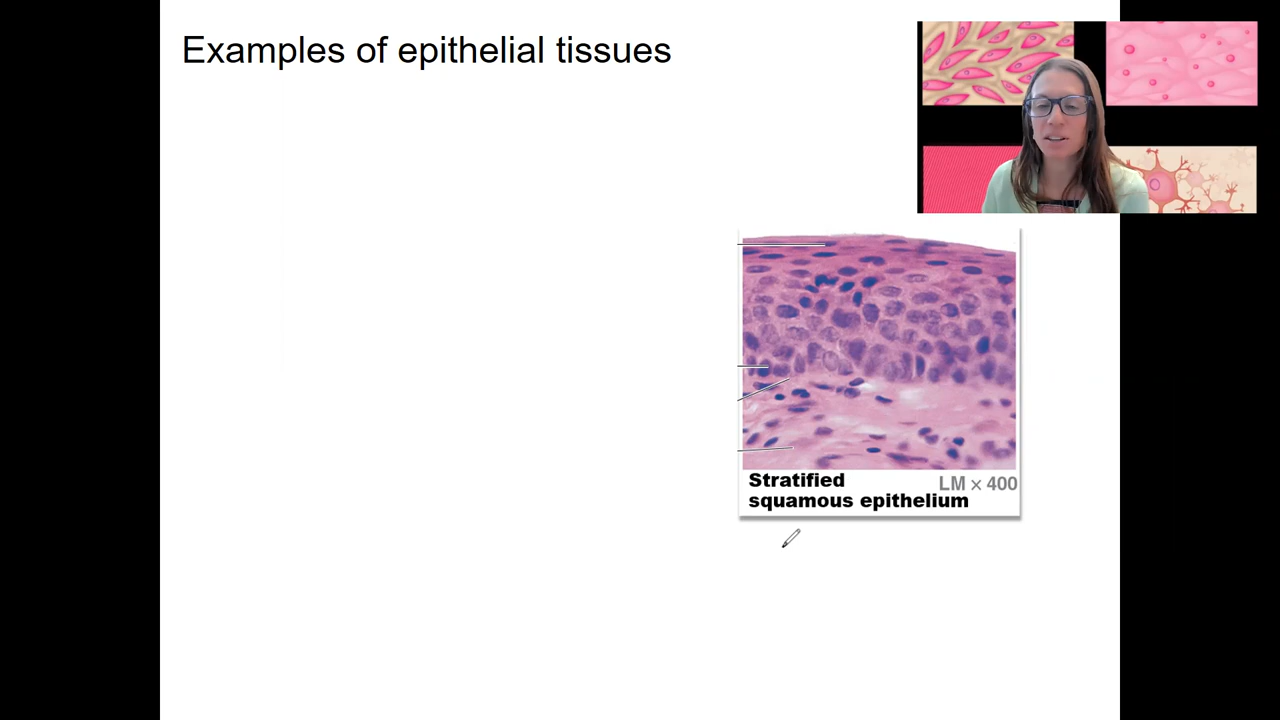 Examples of epithelial tissues
Stratified
squamous epithelium
LM × 400